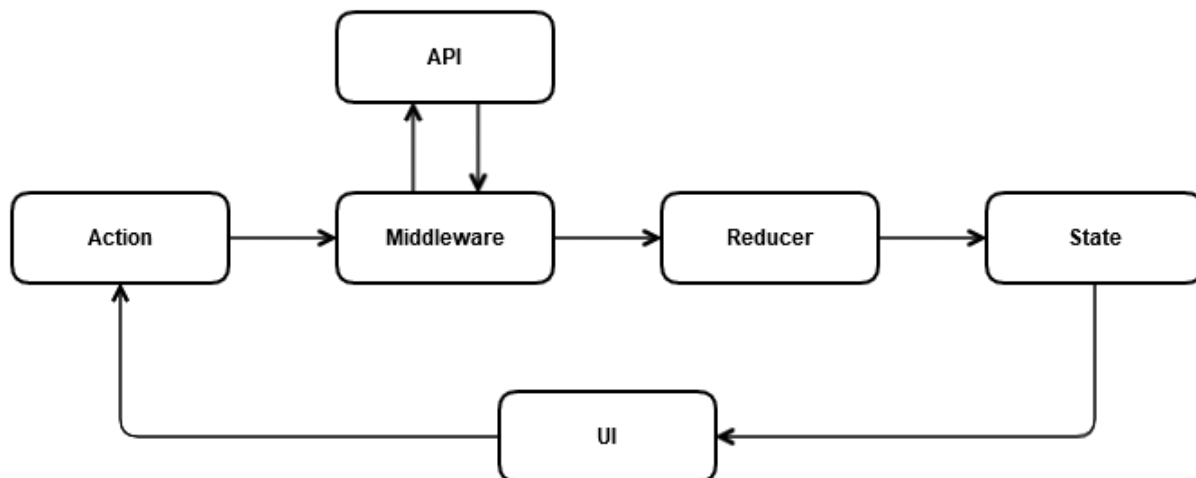 API
Action
Middleware
Reducer
State
UI